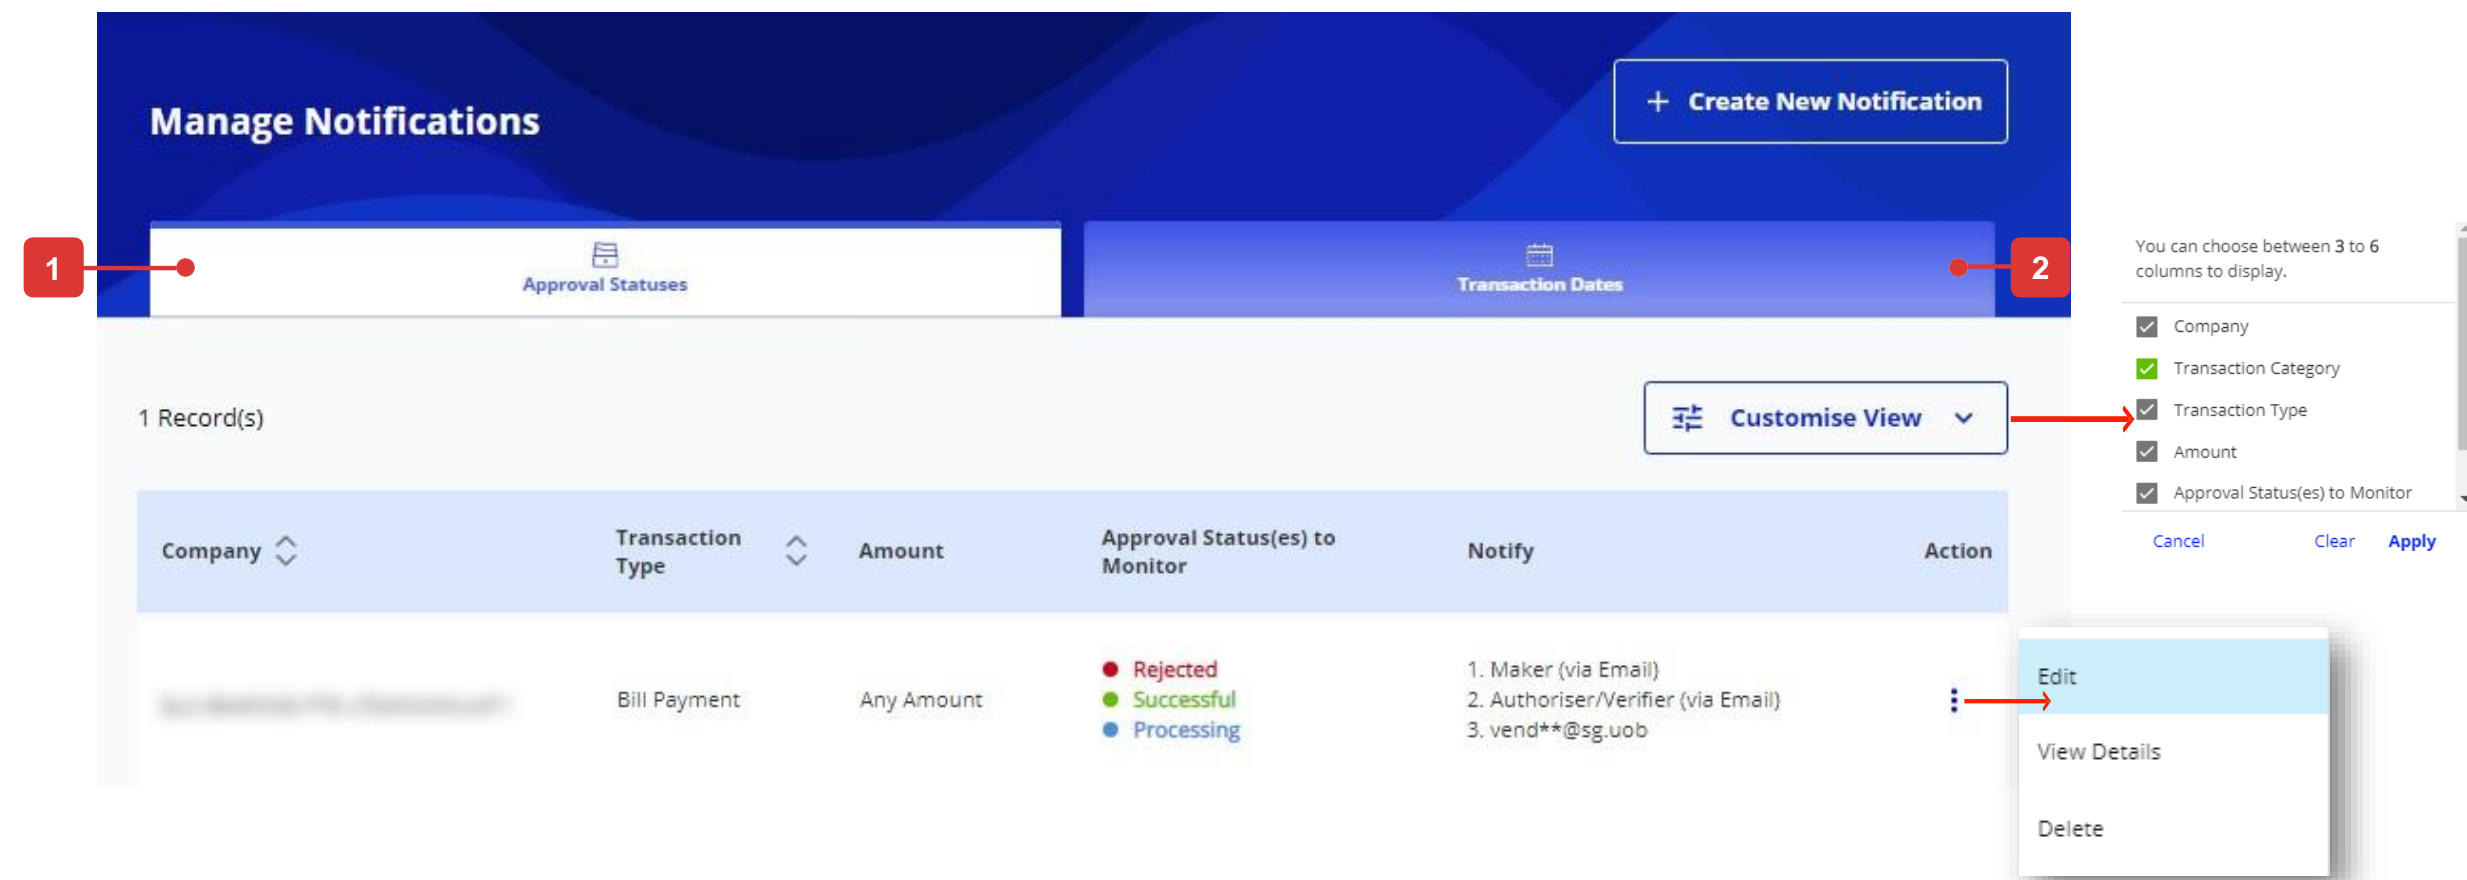 Manage Notifications
+ Create New Notification
1
Approval Statuses
Transaction Dates
2
You can choose between 3 to 6
columns to display.
Company
Transaction Category
Transaction Type
Amount
Approval Status(es) to Monitor
Cancel
Clear
Apply
1 Record(s)
Customise View
Company
Transaction
Type
Amount
Approval Status(es) to
Monitor
Notify
Action
Bill Payment
Any Amount
Rejected
Successful
Processing
1. Maker (via Email)
2. Authoriser/Verifier (via Email)
3. vend**@sg.uob
Edit
View Details
Delete